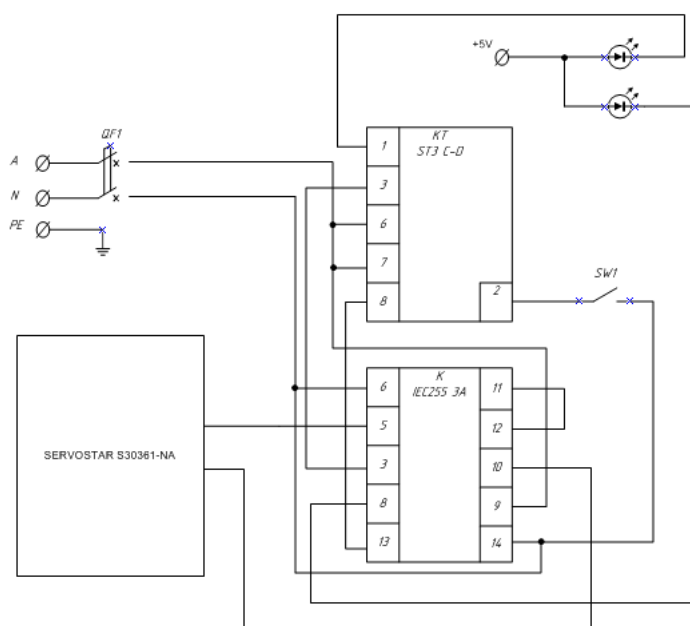 +5V
QF1
A
N
PE
KT
ST3 C-D
1
3
6
7
8
2
SW1
SERVOSTAR S30361-NA
K
IEC255 3A
6
5
3
8
13
11
12
10
9
14